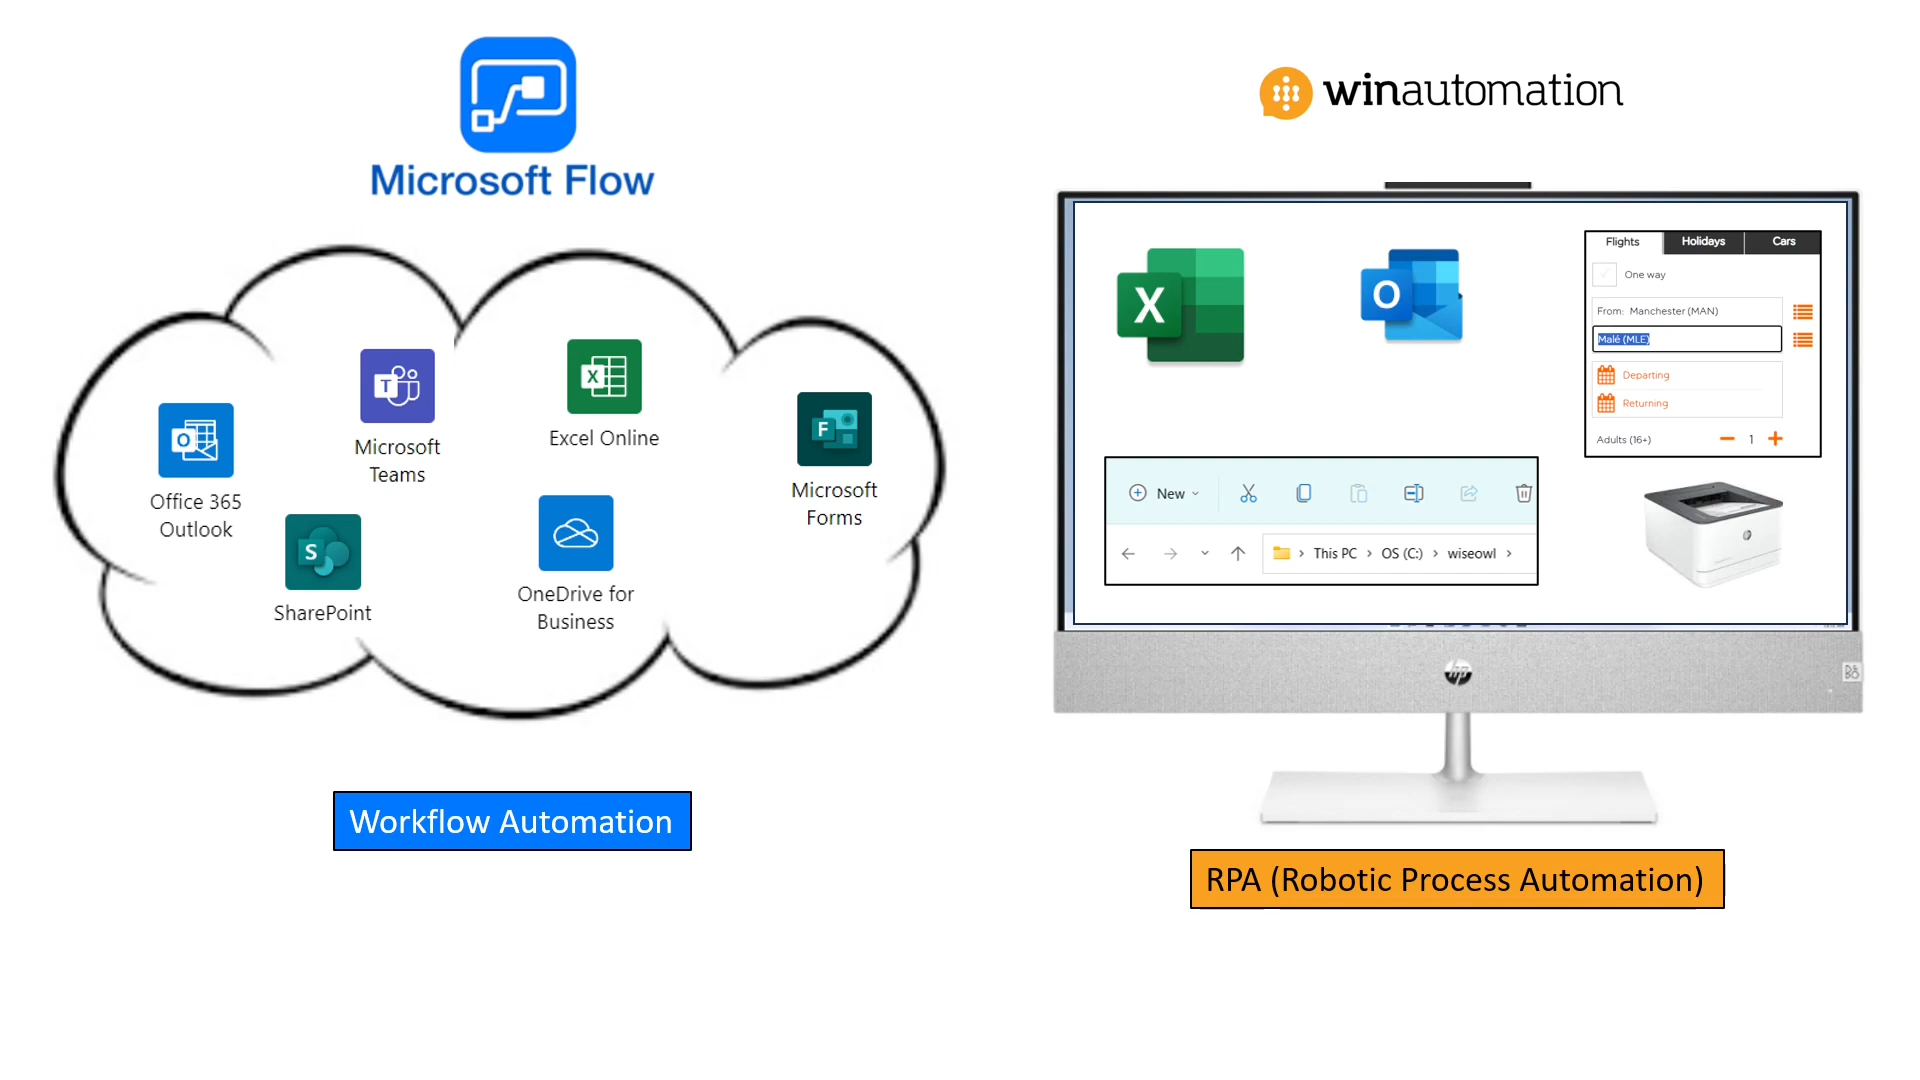 Microsoft Flow
Office 365
Outlook
Microsoft
Teams
SharePoint
Excel Online
OneDrive for
Business
Microsoft
Forms
Workflow Automation
winautomation
X
O
Flights Holidays Cars
One way
From: Manchester (MAN)
Malé (MLE)
Departing
Returning
Adults (16+) 1
New
This PC > OS (C:) > wiseowl >
hp
RPA (Robotic Process Automation)